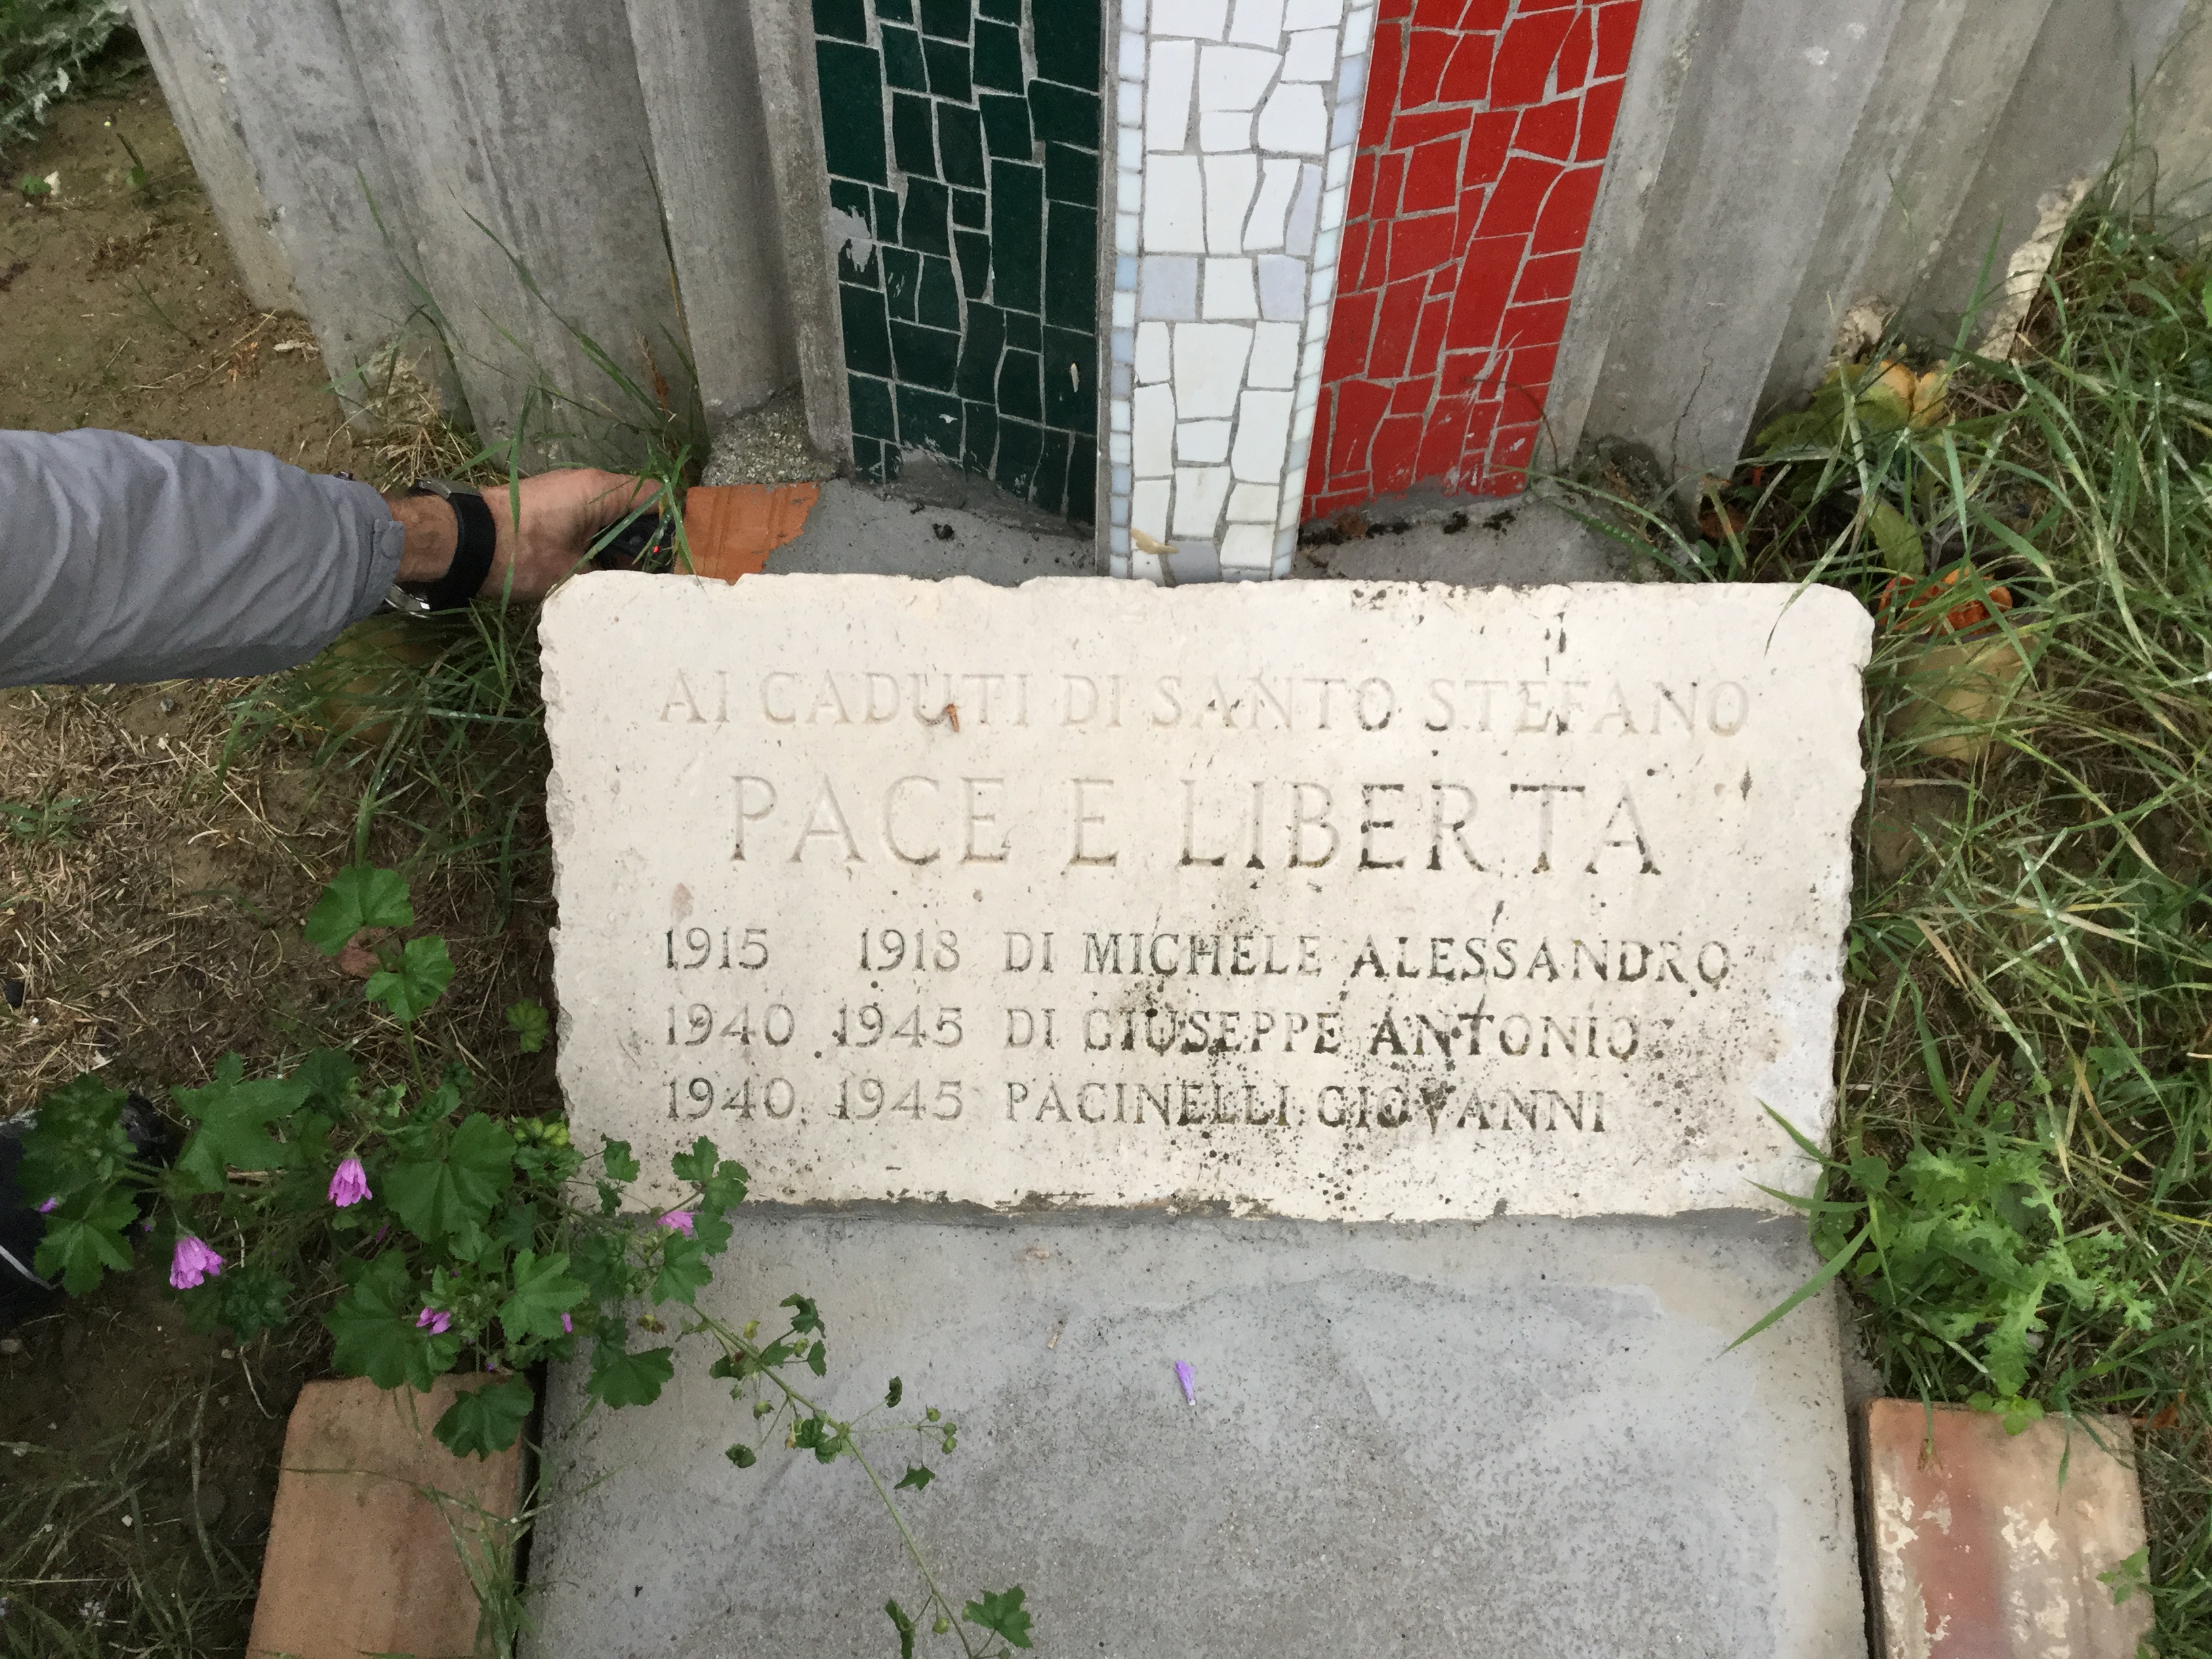 AI CADUTI DI SANTO STEFANO
PACE E LIBERTA
1915 1918 DI MICHELE ALESSANDRO
1940 1945 DI GIUSEPPE ANTONIO
1940 1945 PACINELLI GIOVANNI